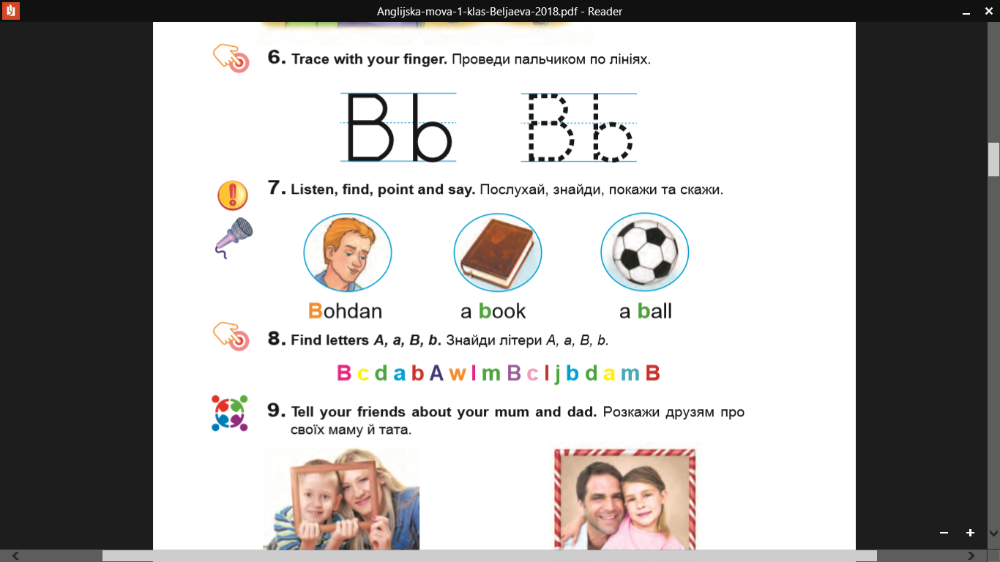 Anglijska-mova-1-klas-Beljaeva-2018.pdf - Reader
6. Trace with your finger. Проведи пальчиком по лініях.
B b B b
7. Listen, find, point and say. Послухай, знайди, покажи та скажи.
Bohdan a book a ball
8. Find letters A, a, B, b. Знайди літери A, a, B, b.
B c d a b A w l m B c l j b d a m B
9. Tell your friends about your mum and dad. Розкажи друзям про
своїх маму й тата.